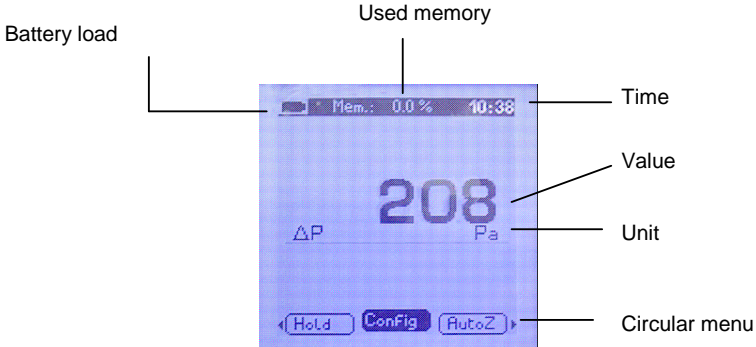 Used memory
Battery load
Mem.: 0.0 % 10:38
Time
Value
208
ΔP Pa
Unit
Hold Config AutoZ
Circular menu